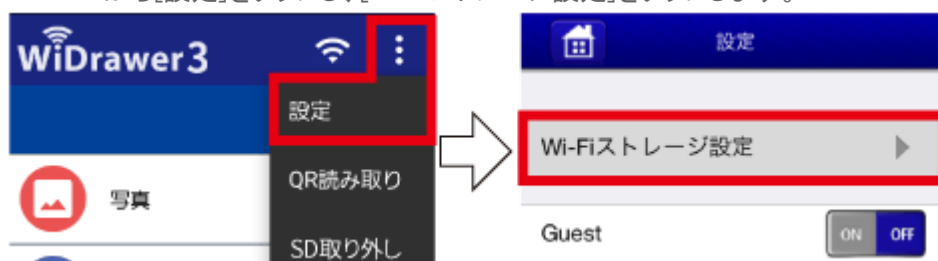 WiDrawer3
設定
QR読み取り
写真
SD取り外し
設定
Wi-Fiストレージ設定
Guest
ON OFF